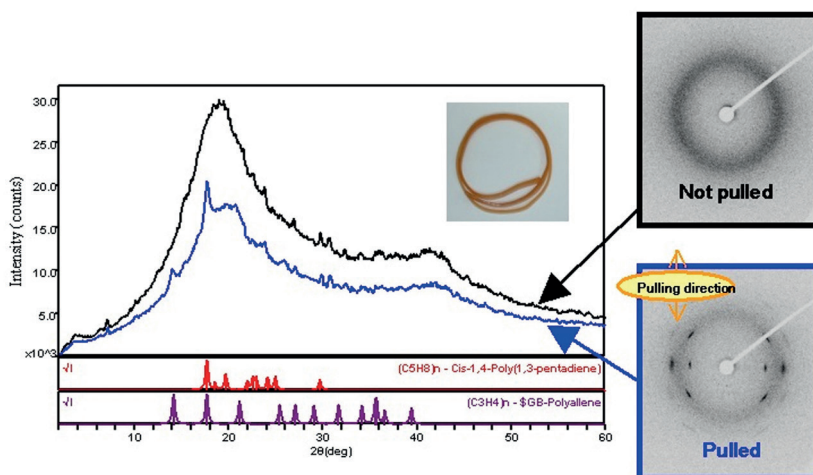 Not pulled
Intensity (counts)
30.0
25.0
20.0
15.0
10.0
5.0
x10^3
Pulling direction
√I
(C5H8)n - Cis-1,4-Poly(1,3-pentadiene)
√I
(C3H4)n - $GB-Polyallene
10
20
30
40
50
60
2θ(deg)
Pulled